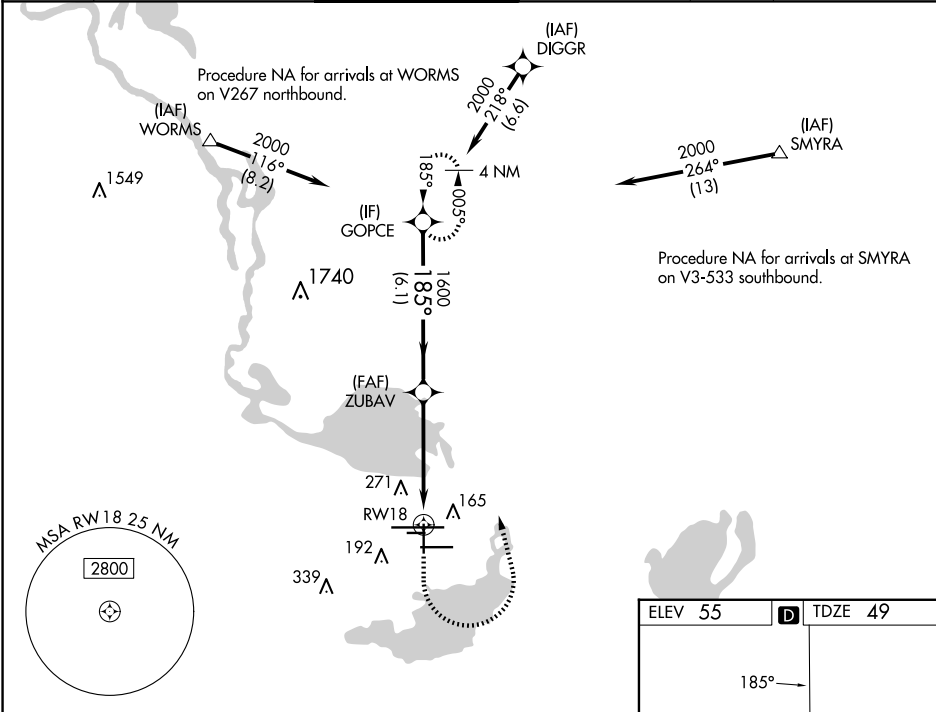 (IAF)
DIGGR
Procedure NA for arrivals at WORMS
on V267 northbound.
2000
218°
(6.6)
(IAF)
WORMS
2000
116°
(8.2)
(IAF)
SMYRA
2000
264°
(13)
1549
185°
4 NM
005°
(IF)
GOPCE
Procedure NA for arrivals at SMYRA
on V3-533 southbound.
1740
1600
185°
(6.1)
(FAF)
ZUBAV
271
165
RW18
192
339
MSA RW18 25 NM
2800
ELEV 55
D
TDZE 49
185°